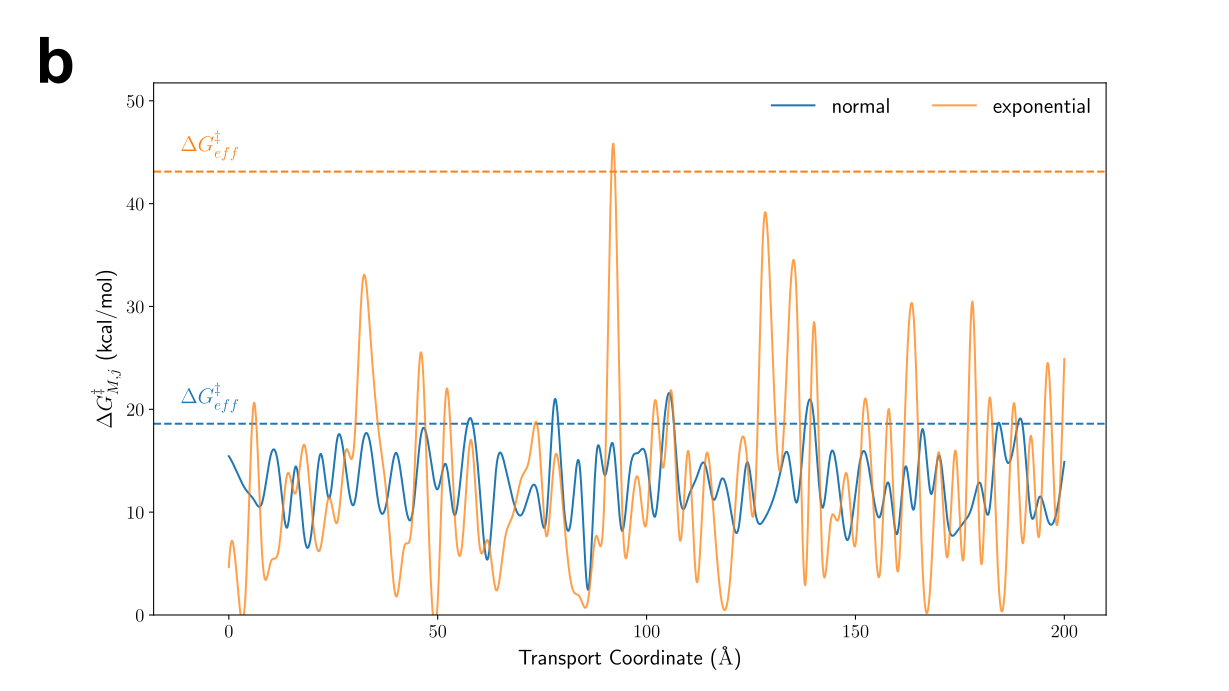 b
50
40
30
20
10
0
0 50 100 150 200
Transport Coordinate (Å)
ΔG‡M,j (kcal/mol)
normal exponential
ΔG‡eff
ΔG‡eff